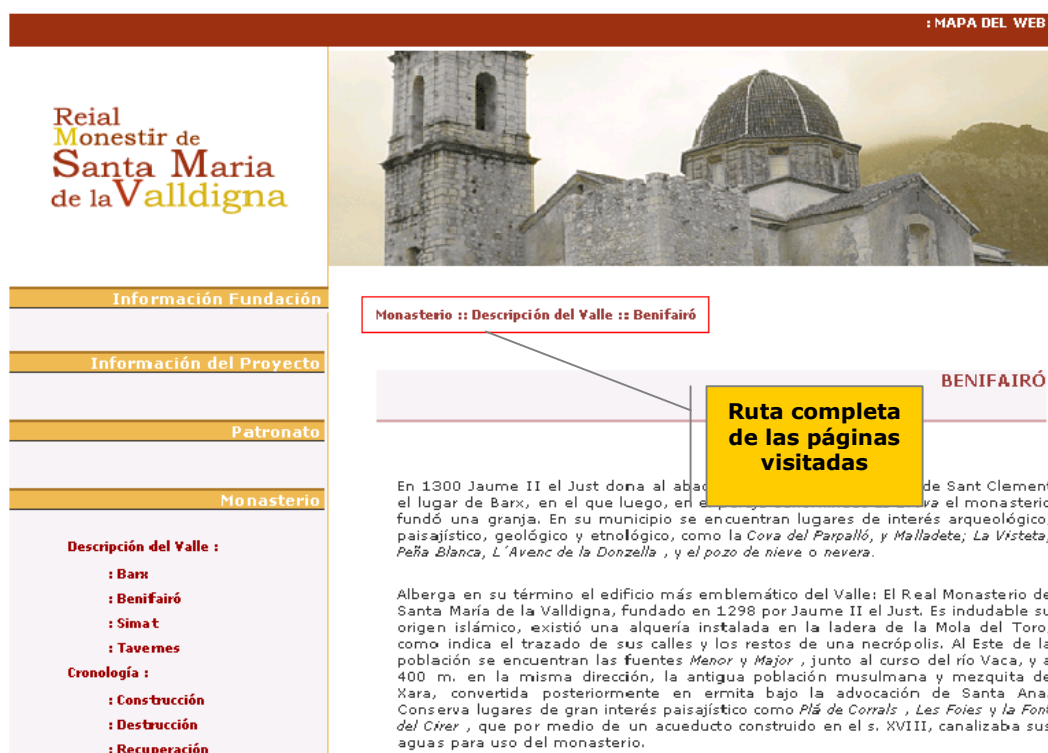 : MAPA DEL WEB
Reial
Monestir de
Santa Maria
de la Valldigna
Información Fundación
Información del Proyecto
Patronato
Monasterio
Descripción del Valle :
: Barx
: Benifairó
: Simat
: Tavernes
Cronología :
: Construcción
: Destrucción
: Recuperación
Monasterio :: Descripción del Valle :: Benifairó
BENIFAIRÓ
Ruta completa
de las páginas
visitadas
En 1300 Jaume II el Just dona al de Sant Clement
el lugar de Barx, en el que luego, en el monasterio
fundó una granja. En su municipio se encuentran lugares de interés arqueológico,
paisajístico, geológico y etnológico, como la Cova del Parpalló, y Malladete; La Visteta,
Peña Blanca, L´Avenc de la Donzella , y el pozo de nieve o nevera.
Alberga en su término el edificio más emblemático del Valle: El Real Monasterio de
Santa María de la Valldigna, fundado en 1298 por Jaume II el Just. Es indudable su
origen islámico, existió una alquería instalada en la ladera de la Mola del Toro,
como indica el trazado de sus calles y los restos de una necrópolis. Al Este de la
población se encuentran las fuentes Menor y Major , junto al curso del río Vaca, y a
400 m. en la misma dirección, la antigua población musulmana y mezquita de
Xara, convertida posteriormente en ermita bajo la advocación de Santa Ana.
Conserva lugares de gran interés paisajístico como Plá de Corrals , Les Foies y la Font
del Cirer , que por medio de un acueducto construido en el s. XVIII, canalizaba sus
aguas para uso del monasterio.